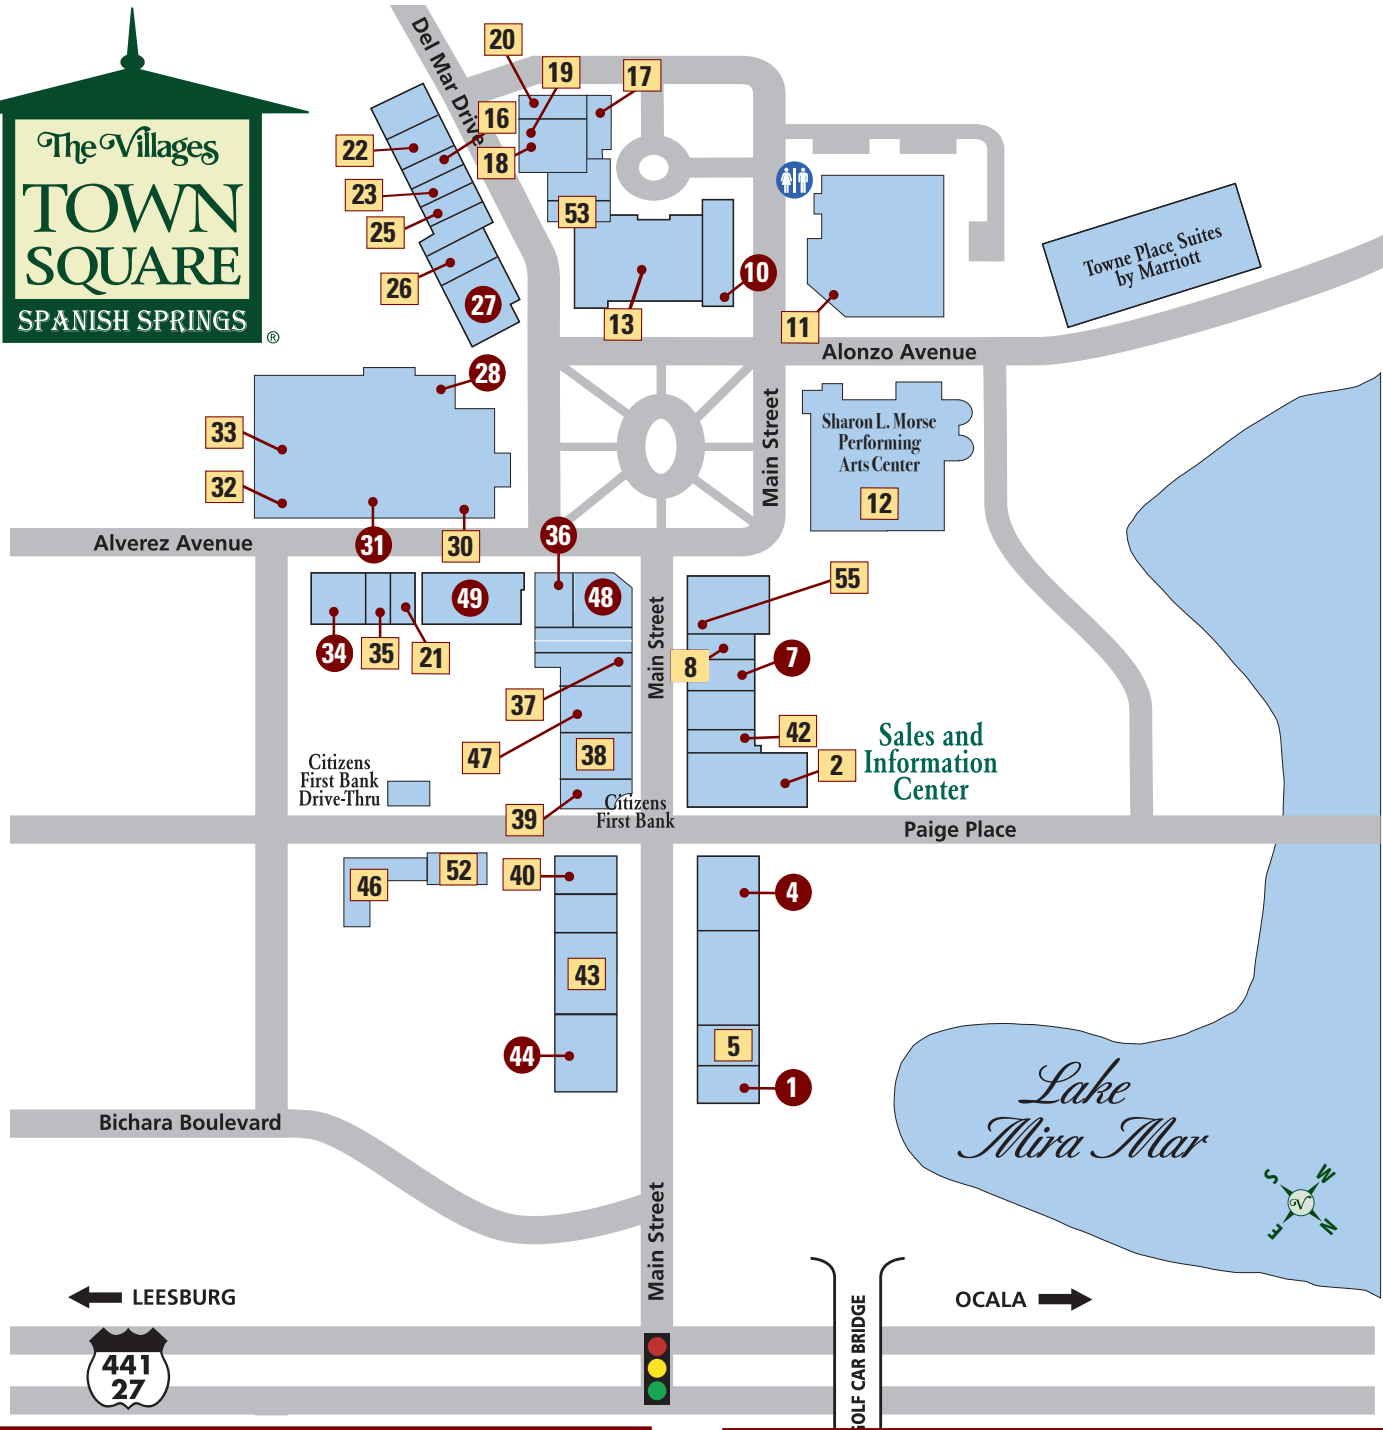 The Villages
TOWN
SQUARE
SPANISH SPRINGS
®
Del Mar Drive
20
19
17
16
22
18
23
53
25
26
27
10
13
11
Towne Place Suites
by Marriott
Alonzo Avenue
28
33
32
31
30
Main Street
Sharon L. Morse
Performing
Arts Center
12
Alverez Avenue
36
49
48
55
34
35
21
Main Street
8
7
37
47
38
42
2
Sales and
Information
Center
Citizens
First Bank
Drive-Thru
39
Citizens
First Bank
Paige Place
46
52
40
4
43
5
44
1
Lake
Mira Mar
Bichara Boulevard
S
W
V
E
N
Main Street
LEESBURG
OCALA
GOLF CAR BRIDGE
441
27